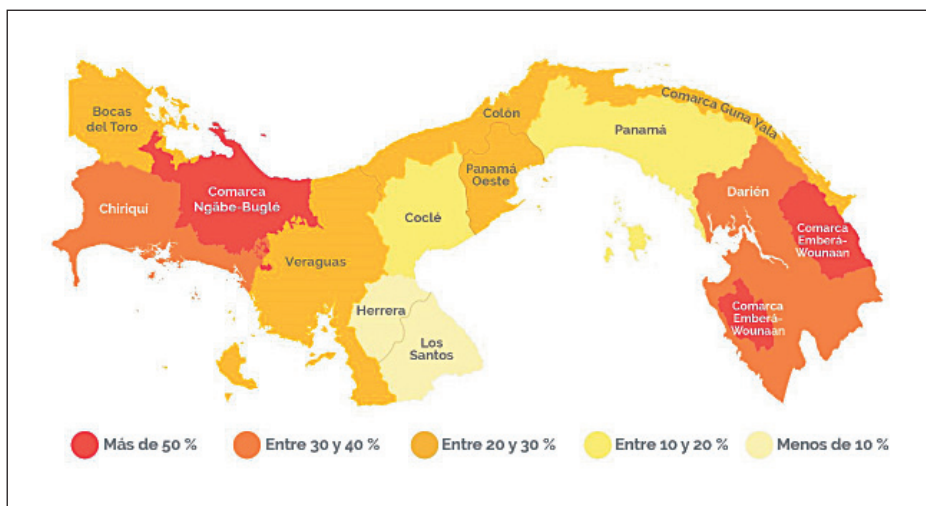 Bocas
del Toro
Chiriquí
Comarca
Ngäbe-Buglé
Veraguas
Herrera
Los
Santos
Coclé
Colón
Panamá
Oeste
Panamá
Comarca Guna Yala
Darién
Comarca
Emberá-
Wounaan
Comarca
Emberá-
Wounaan
Más de 50 %
Entre 30 y 40 %
Entre 20 y 30 %
Entre 10 y 20 %
Menos de 10 %